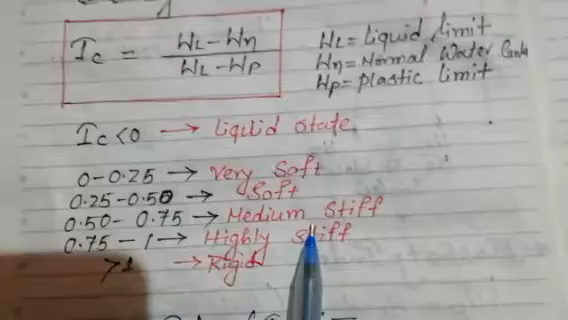 Ic = WL - Wn / WL - WP
WL = Liquid limit
Wn = Normal Water Cont
WP = plastic limit
Ic < 0 → liquid state
0 - 0.25 → Very Soft
0.25 - 0.50 → Soft
0.50 - 0.75 → Medium Stiff
0.75 - 1 → Highly Stiff
>1 → Rigid